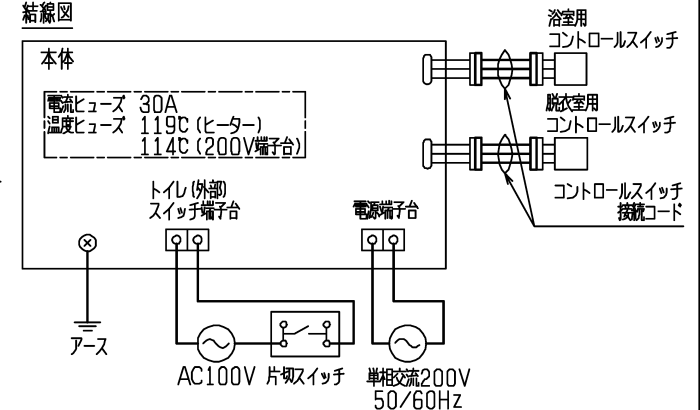 結線図
本体
電流ヒューズ 30A
温度ヒューズ 119℃(ヒーター)
114℃(200V端子台)
浴室用
コントロールスイッチ
脱衣室用
コントロールスイッチ
コントロールスイッチ
接続コード
トイレ(外部)
スイッチ端子台
電源端子台
アース
AC100V
片切スイッチ
単相交流200V
50/60Hz